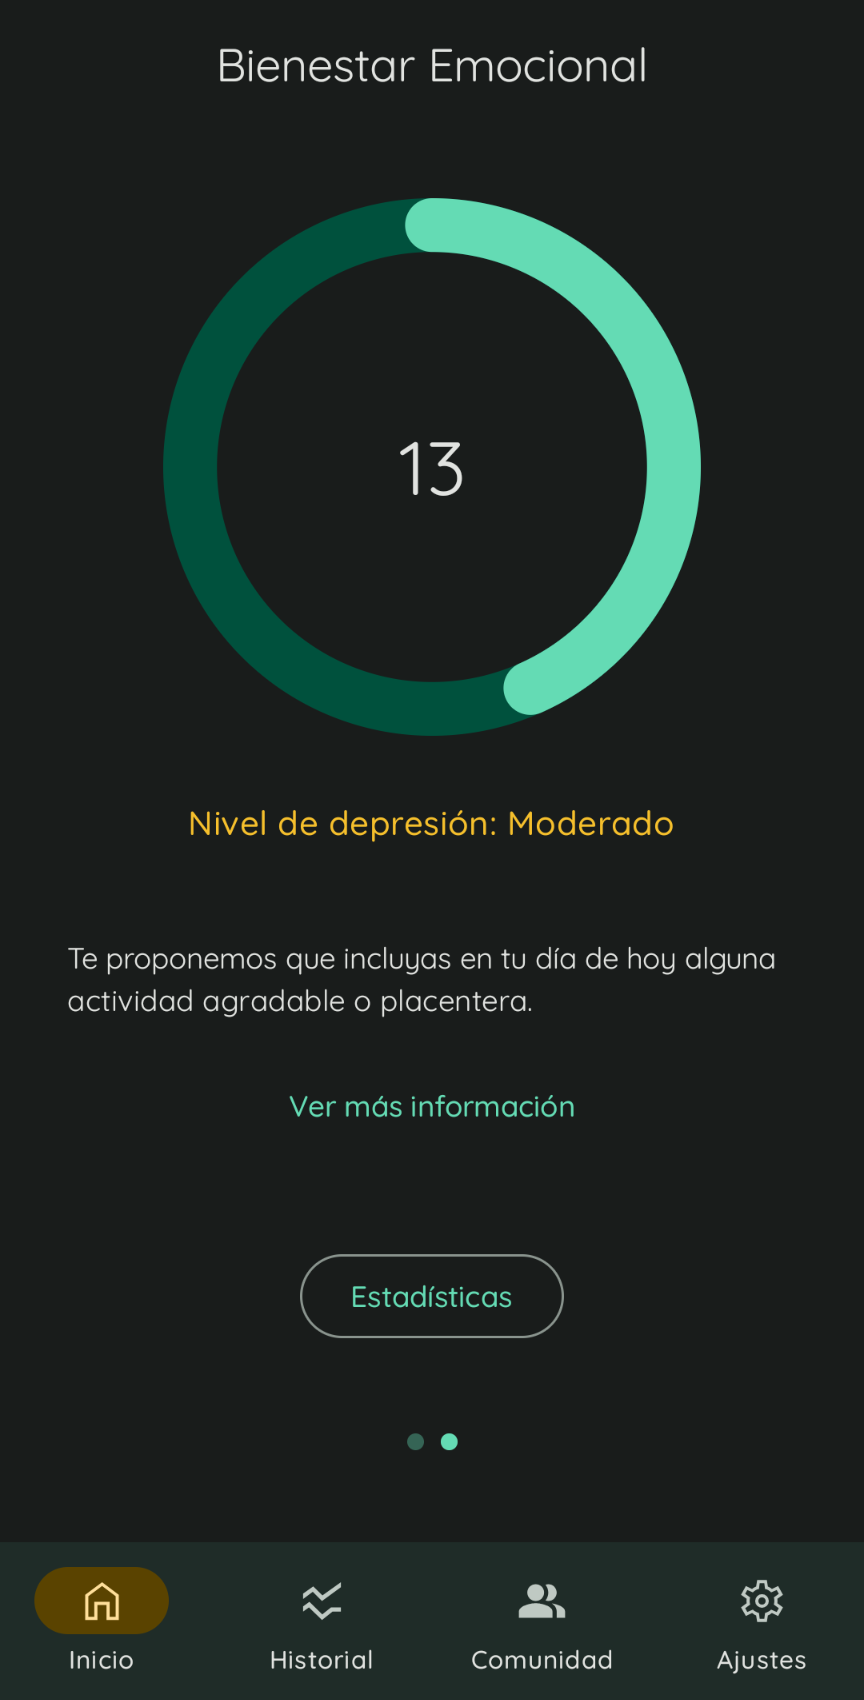 Bienestar Emocional
13
Nivel de depresión: Moderado
Te proponemos que incluyas en tu día de hoy alguna
actividad agradable o placentera.
Ver más información
Estadísticas
Inicio
Historial
Comunidad
Ajustes